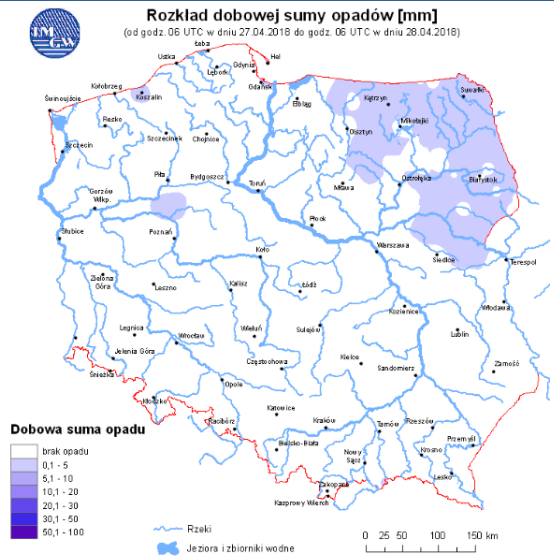 IM
GW
Rozkład dobowej sumy opadów [mm]
(od godz. 06 UTC w dniu 27.04.2018 do godz. 06 UTC w dniu 28.04.2018)
Łeba
Ustka
Hel
Lębork
Gdynia
Gdańsk
Suwałki
Kołobrzeg
Koszalin
Elbląg
Kętrzyn
Świnoujście
Resko
Mikołajki
Szczecinek
Chojnice
Olsztyn
Szczecin
Piła
Bydgoszcz
Toruń
Mława
Ostrołęka
Białystok
Gorzów
Wlkp.
Płock
Słubice
Poznań
Koło
Warszawa
Siedlce
Terespol
Zielona
Góra
Leszno
Kalisz
Łódź
Kozienice
Włodawa
Legnica
Wrocław
Wieluń
Sulejów
Lublin
Jelenia Góra
Śnieżka
Częstochowa
Kielce
Sandomierz
Zamość
Opole
Kłodzko
Racibórz
Katowice
Kraków
Tarnów
Rzeszów
Bielsko-Biała
Nowy
Sącz
Krosno
Przemyśl
Lesko
Zakopane
Kasprowy Wierch
Dobowa suma opadu
brak opadu
0,1 - 5
5,1 - 10
10,1 - 20
20,1 - 30
30,1 - 50
50,1 - 100
Rzeki
Jeziora i zbiorniki wodne
0 25 50 100 150 km